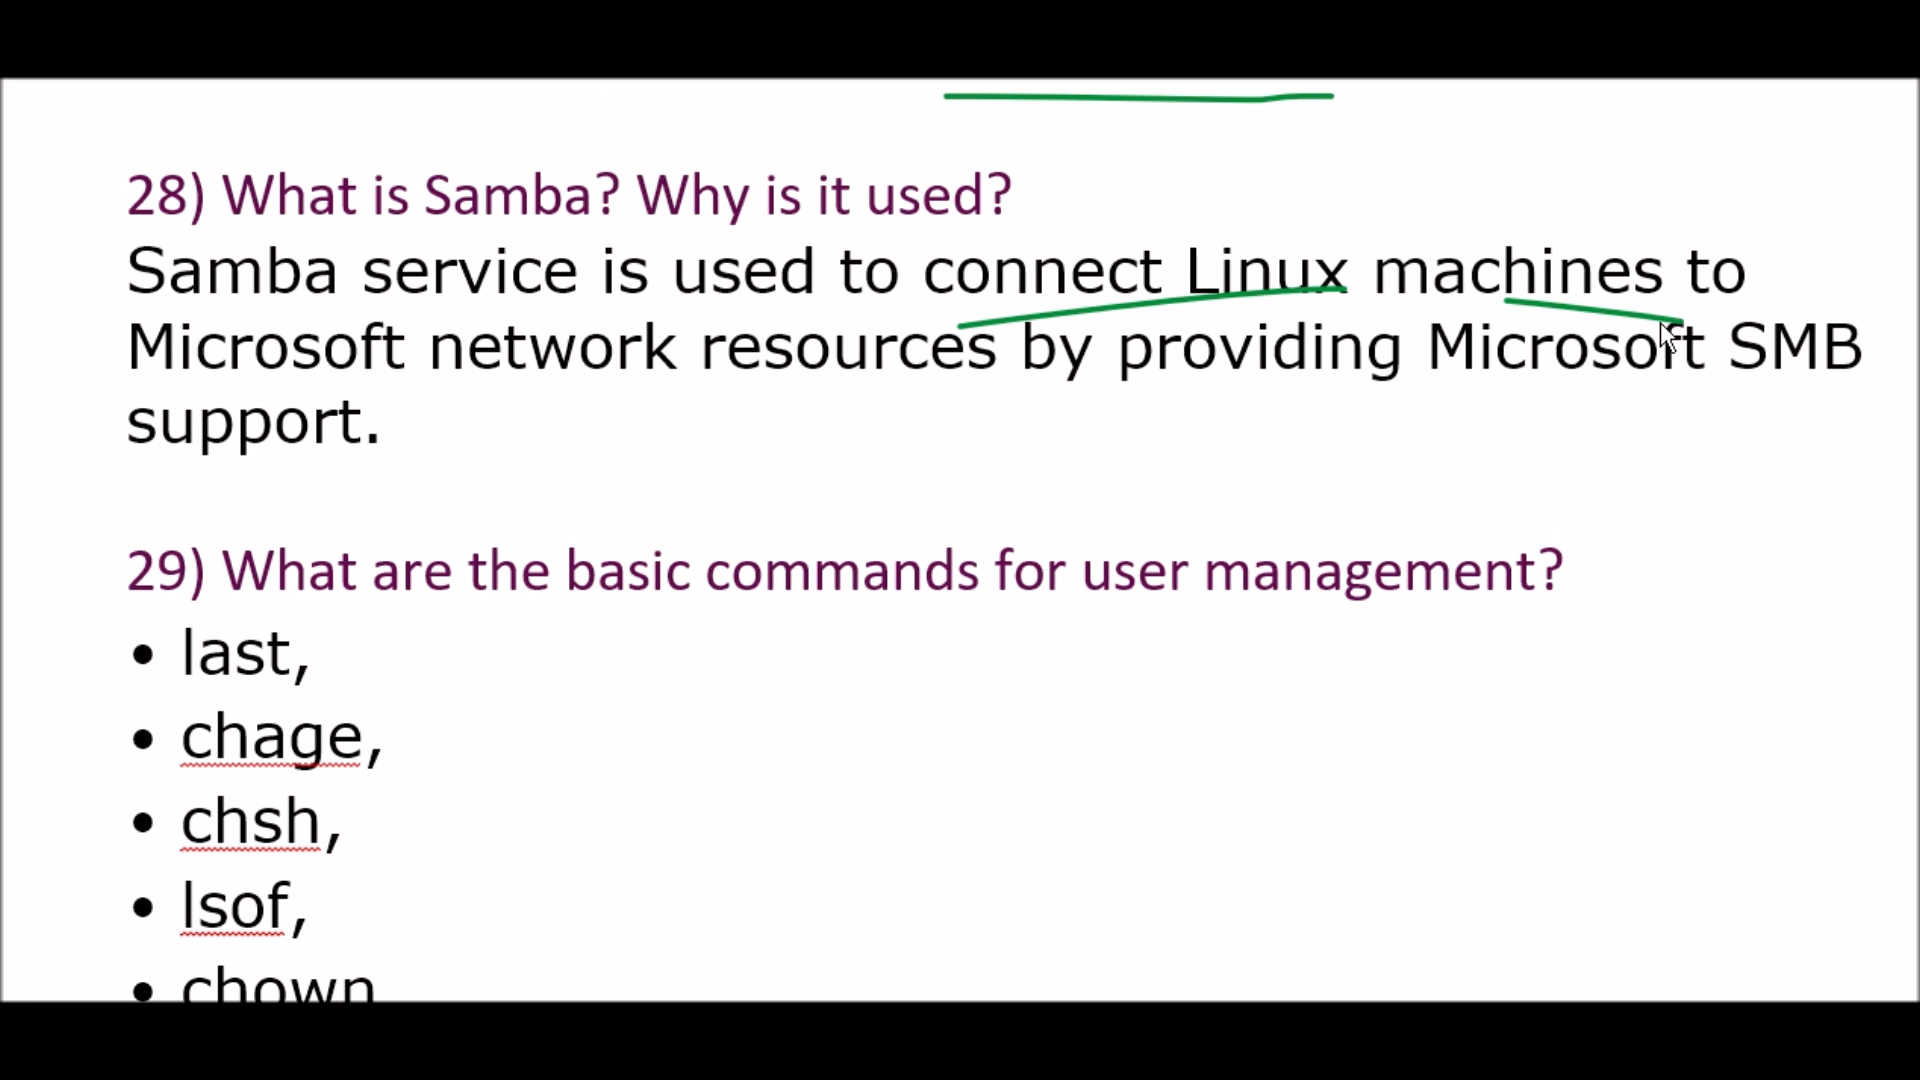 28) What is Samba? Why is it used?
Samba service is used to connect Linux machines to
Microsoft network resources by providing Microsoft SMB
support.
29) What are the basic commands for user management?
• last,
• chage,
• chsh,
• lsof,
• chown